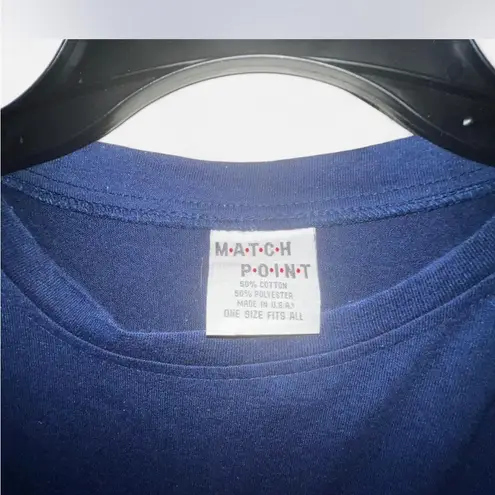 M•A•T•C•H
P•O•I•N•T
50% COTTON
50% POLYESTER
MADE IN U.S.A.
ONE SIZE FITS ALL